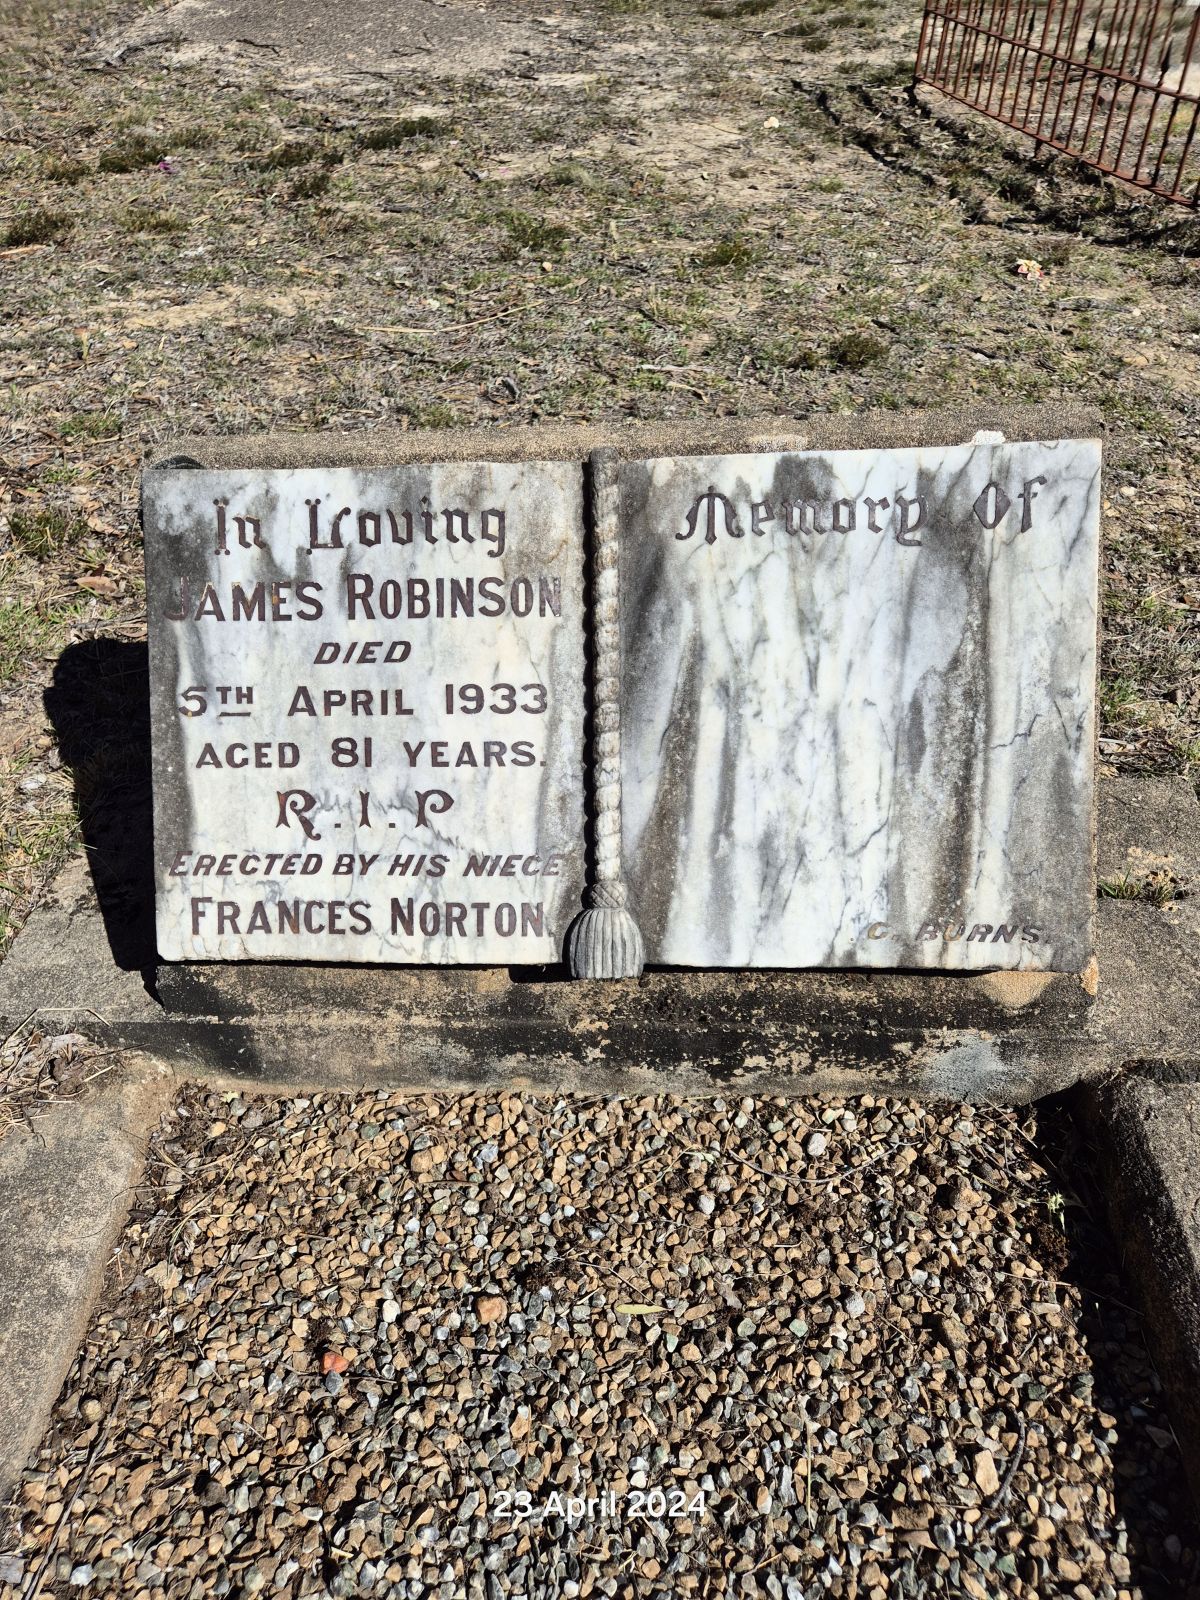 In Loving Memory Of
JAMES ROBINSON
DIED
5TH APRIL 1933
AGED 81 YEARS.
R.I.P
ERECTED BY HIS NIECE
FRANCES NORTON.
C. BURNS.
23 April 2024